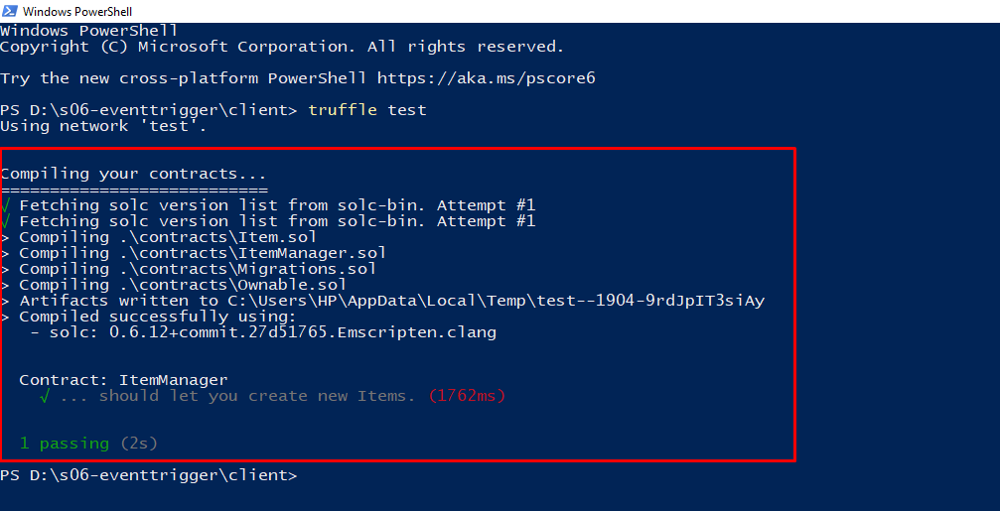 Windows PowerShell
Windows PowerShell
Copyright (C) Microsoft Corporation. All rights reserved.
Try the new cross-platform PowerShell https://aka.ms/pscore6
PS D:\s06-eventtrigger\client> truffle test
Using network 'test'.
Compiling your contracts...
===========================
√ Fetching solc version list from solc-bin. Attempt #1
√ Fetching solc version list from solc-bin. Attempt #1
> Compiling .\contracts\Item.sol
> Compiling .\contracts\ItemManager.sol
> Compiling .\contracts\Migrations.sol
> Compiling .\contracts\Ownable.sol
> Artifacts written to C:\Users\HP\AppData\Local\Temp\test--1904-9rdJpIT3siAy
> Compiled successfully using:
- solc: 0.6.12+commit.27d51765.Emscripten.clang
Contract: ItemManager
√ ... should let you create new Items. (1762ms)
1 passing (2s)
PS D:\s06-eventtrigger\client>